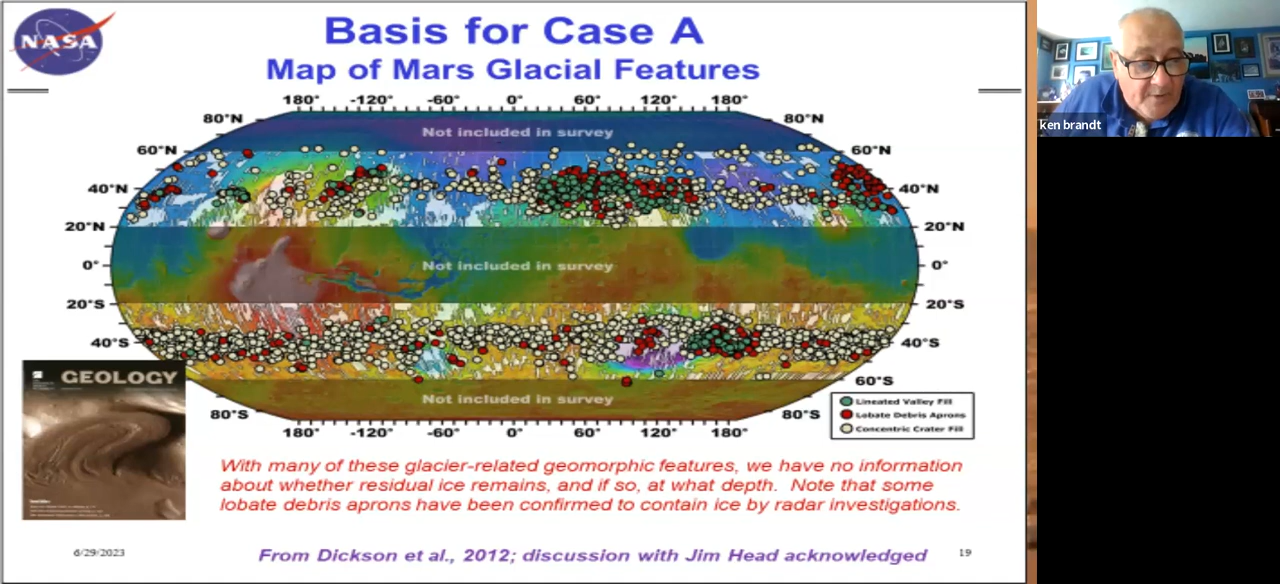 NASA
Basis for Case A
Map of Mars Glacial Features
ken brandt
180° -120° -60° 0° 60° 120° 180°
80°N 80°N
Not included in survey
60°N 60°N
40°N 40°N
20°N 20°N
0° Not included in survey 0°
20°S 20°S
40°S 40°S
GEOLOGY
60°S
Not included in survey
80°S 80°S
Lineated Valley Fill
Lobate Debris Aprons
Concentric Crater Fill
180° -120° -60° 0° 60° 120° 180°
With many of these glacier-related geomorphic features, we have no information
about whether residual ice remains, and if so, at what depth. Note that some
lobate debris aprons have been confirmed to contain ice by radar investigations.
6/29/2023
From Dickson et al., 2012; discussion with Jim Head acknowledged
19